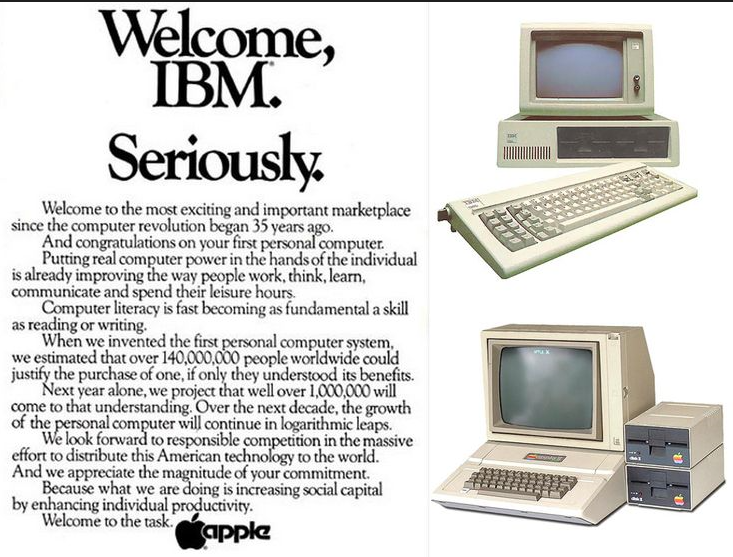 Welcome,
IBM.
Seriously.
Welcome to the most exciting and important marketplace
since the computer revolution began 35 years ago.
And congratulations on your first personal computer.
Putting real computer power in the hands of the individual
is already improving the way people work, think, learn,
communicate and spend their leisure hours.
Computer literacy is fast becoming as fundamental a skill
as reading or writing.
When we invented the first personal computer system,
we estimated that over 140,000,000 people worldwide could
justify the purchase of one, if only they understood its benefits.
Next year alone, we project that well over 1,000,000 will
come to that understanding. Over the next decade, the growth
of the personal computer will continue in logarithmic leaps.
We look forward to responsible competition in the massive
effort to distribute this American technology to the world.
And we appreciate the magnitude of your commitment.
Because what we are doing is increasing social capital
by enhancing individual productivity.
Welcome to the task.
apple
IBM
IBM
disk II
disk II